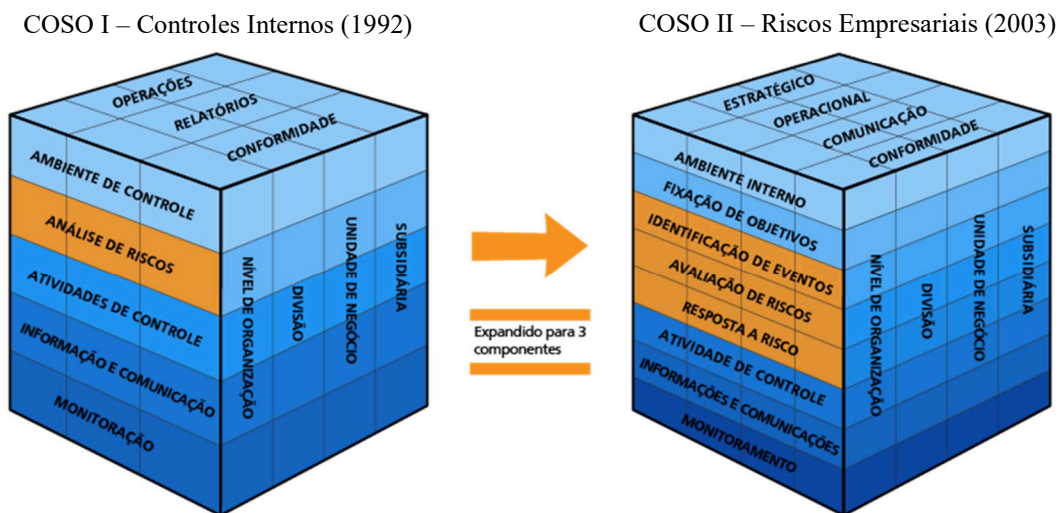 COSO I – Controles Internos (1992)
OPERAÇÕES
RELATÓRIOS
CONFORMIDADE
AMBIENTE DE CONTROLE
ANÁLISE DE RISCOS
ATIVIDADES DE CONTROLE
INFORMAÇÃO E COMUNICAÇÃO
MONITORAÇÃO
NÍVEL DE ORGANIZAÇÃO
DIVISÃO
UNIDADE DE NEGÓCIO
SUBSIDIÁRIA
Expandido para 3
componentes
COSO II – Riscos Empresariais (2003)
ESTRATÉGICO
OPERACIONAL
COMUNICAÇÃO
CONFORMIDADE
AMBIENTE INTERNO
FIXAÇÃO DE OBJETIVOS
IDENTIFICAÇÃO DE EVENTOS
AVALIAÇÃO DE RISCOS
RESPOSTA A RISCO
ATIVIDADE DE CONTROLE
INFORMAÇÕES E COMUNICAÇÕES
MONITORAMENTO
NÍVEL DE ORGANIZAÇÃO
DIVISÃO
UNIDADE DE NEGÓCIO
SUBSIDIÁRIA